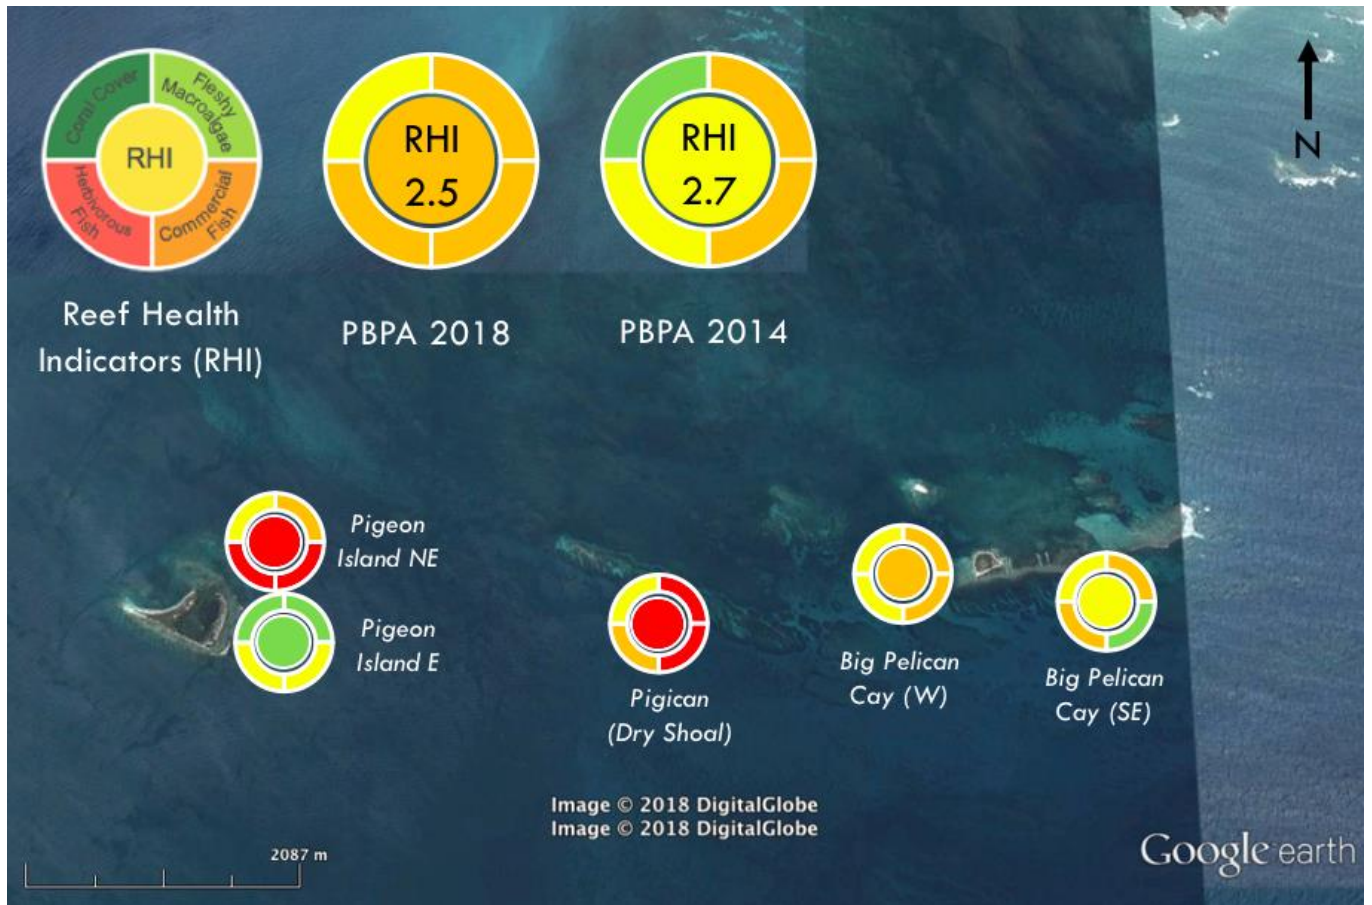 Coral Cover
Fleshy
Macroalgae
RHI
Herbivorous
Fish
Commercial
Fish
Reef Health
Indicators (RHI)
RHI
2.5
PBPA 2018
RHI
2.7
PBPA 2014
N
Pigeon
Island NE
Pigeon
Island E
Pigican
(Dry Shoal)
Big Pelican
Cay (W)
Big Pelican
Cay (SE)
Image © 2018 DigitalGlobe
Image © 2018 DigitalGlobe
2087 m
Google earth